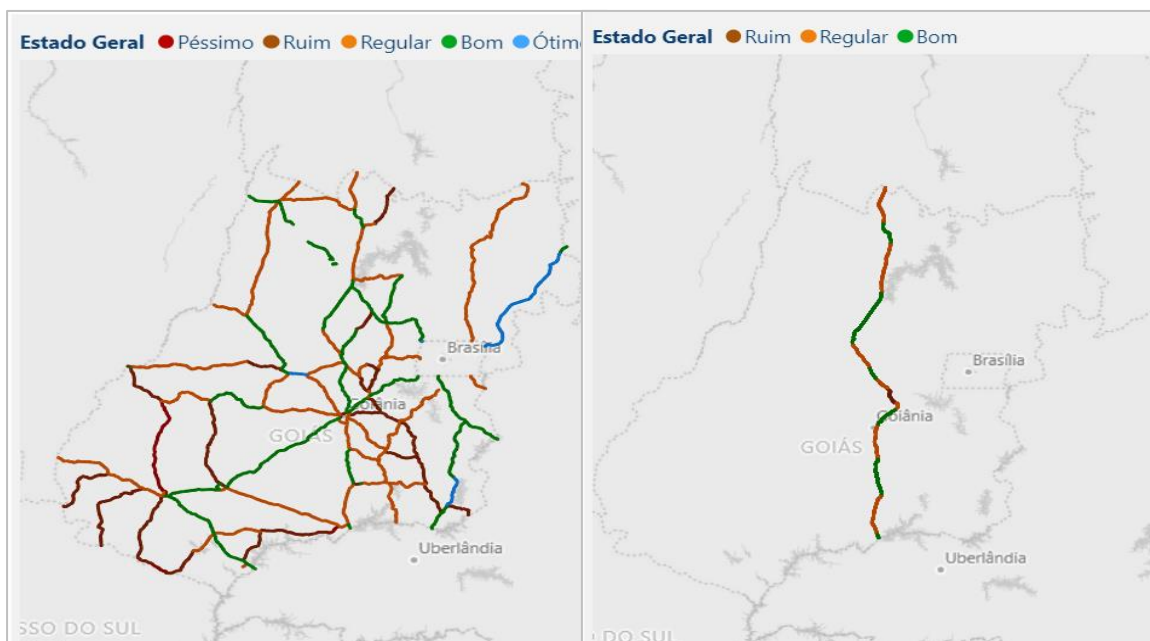 Estado Geral Péssimo Ruim Regular Bom Ótim
Brasília
Goiânia
GOIÁS
Uberlândia
SSO DO SUL
Estado Geral Ruim Regular Bom
Brasília
Goiânia
GOIÁS
Uberlândia
DO SUL